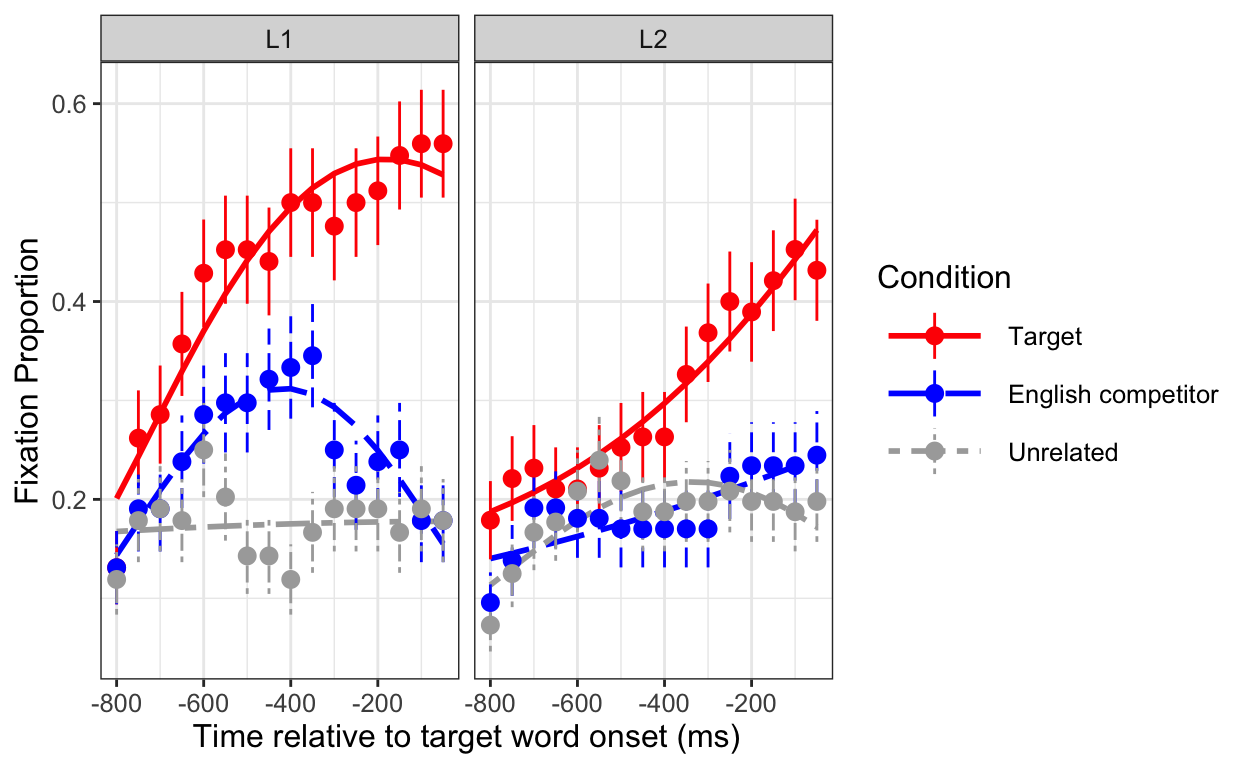 L1 L2
0.6
0.4
0.2
Fixation Proportion
-800 -600 -400 -200 -800 -600 -400 -200
Time relative to target word onset (ms)
Condition
Target
English competitor
Unrelated